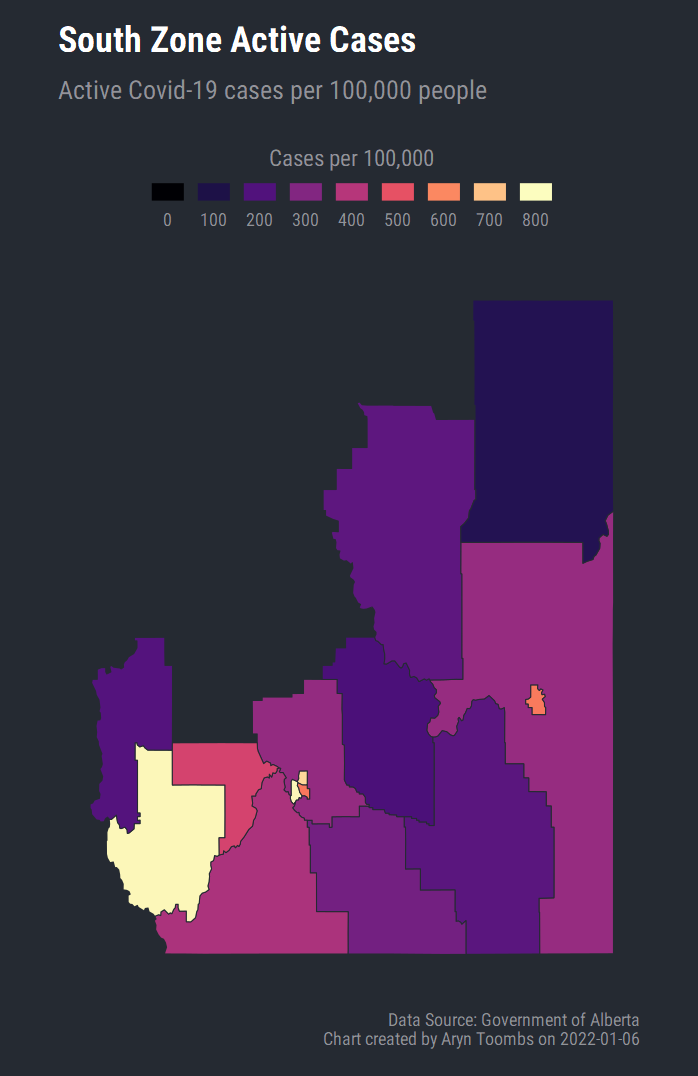 South Zone Active Cases
Active Covid-19 cases per 100,000 people
Cases per 100,000
0 100 200 300 400 500 600 700 800
Data Source: Government of Alberta
Chart created by Aryn Toombs on 2022-01-06